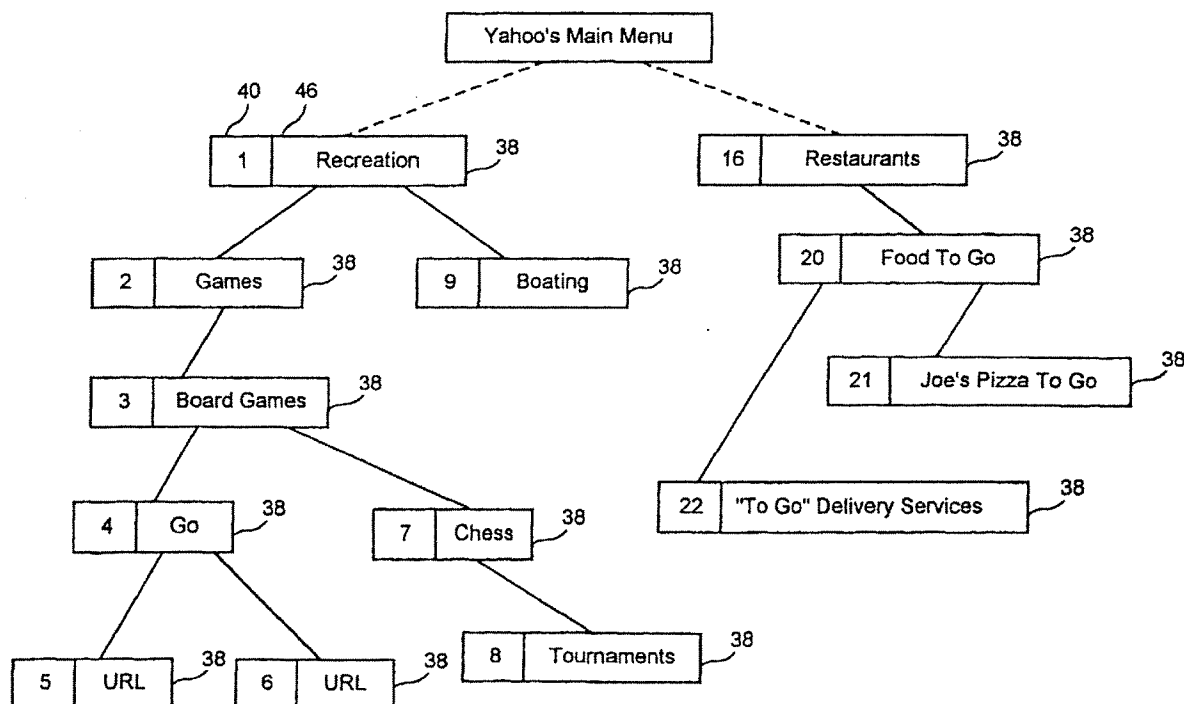 Yahoo's Main Menu
40 46
1 Recreation 38
16 Restaurants 38
2 Games 38
9 Boating 38
20 Food To Go 38
3 Board Games 38
21 Joe's Pizza To Go 38
4 Go 38
7 Chess 38
22 "To Go" Delivery Services 38
8 Tournaments 38
5 URL 38
6 URL 38